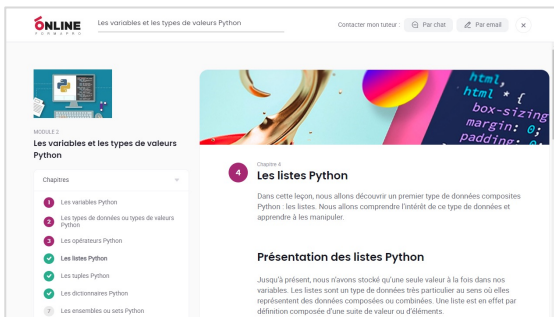 ONLINE
FORMAPRO
Les variables et les types de valeurs Python
Contacter mon tuteur :
Par chat
Par email
MODULE 2
Les variables et les types de valeurs
Python
Chapitres
1 Les variables Python
2 Les types de données ou types de valeurs
Python
3 Les opérateurs Python
Les listes Python
Les tuples Python
Les dictionnaires Python
7 Les ensembles ou sets Python
html,
html * {
box-sizing
margin: 0;
padding: 0;
4
Chapitre 4
Les listes Python
Dans cette leçon, nous allons découvrir un premier type de données composites
Python : les listes. Nous allons comprendre l'intérêt de ce type de données et
apprendre à les manipuler.
Présentation des listes Python
Jusqu'à présent, nous n'avons stocké qu'une seule valeur à la fois dans nos
variables. Les listes sont un type de données très particulier au sens où elles
représentent des données composées ou combinées. Une liste est en effet par
définition composée d'une suite de valeur ou d'éléments.